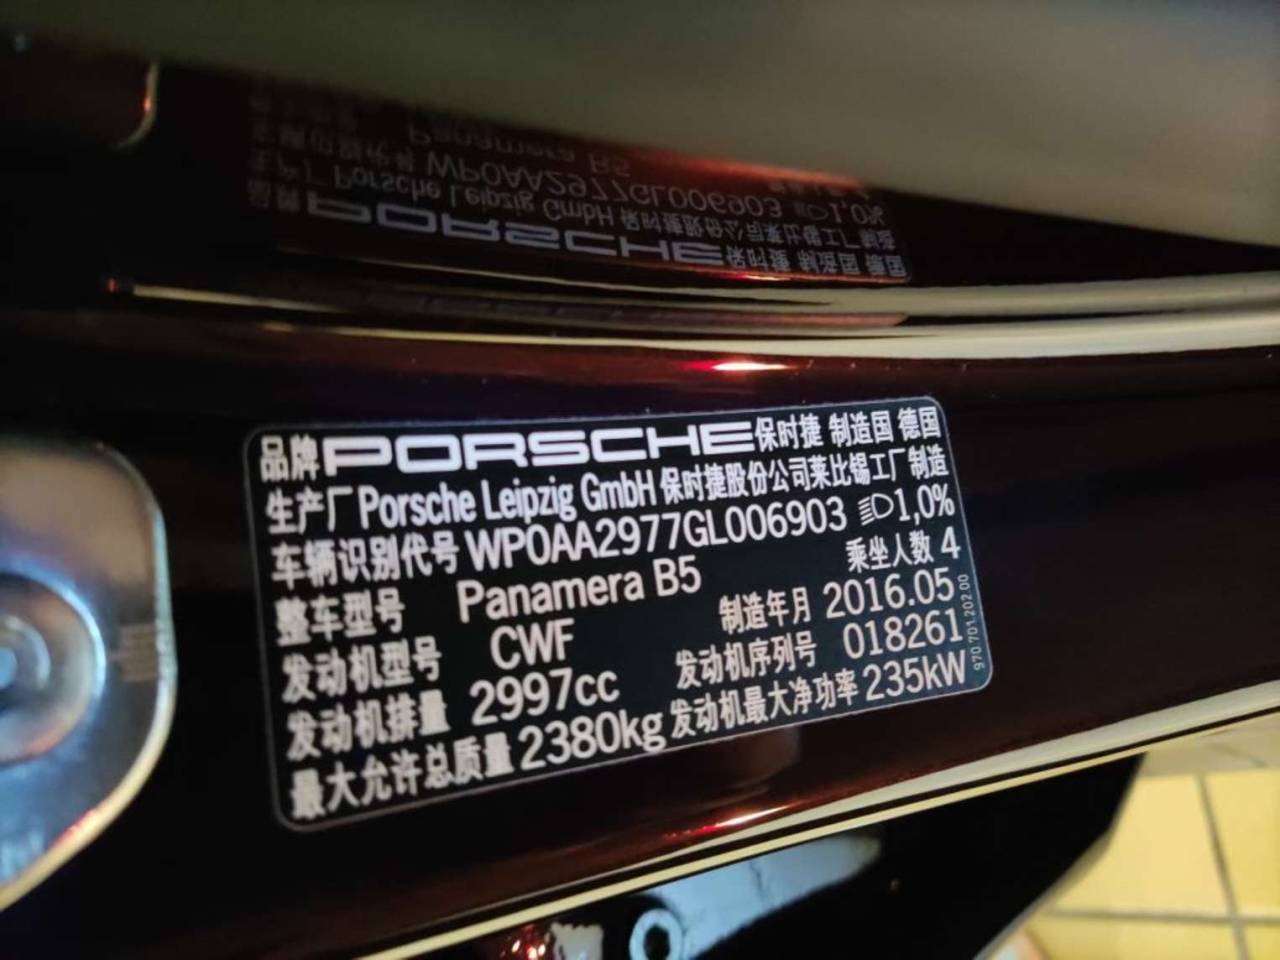 品牌 PORSCHE 保时捷 制造国 德国
生产厂 Porsche Leipzig GmbH 保时捷股份公司莱比锡工厂制造
车辆识别代号 WP0AA2977GL006903 1,0%
整车型号 Panamera B5 乘坐人数 4
发动机型号 CWF 制造年月 2016.05
发动机排量 2997cc 发动机序列号 018261
最大允许总质量 2380kg 发动机最大净功率 235kW
970.701.202.00